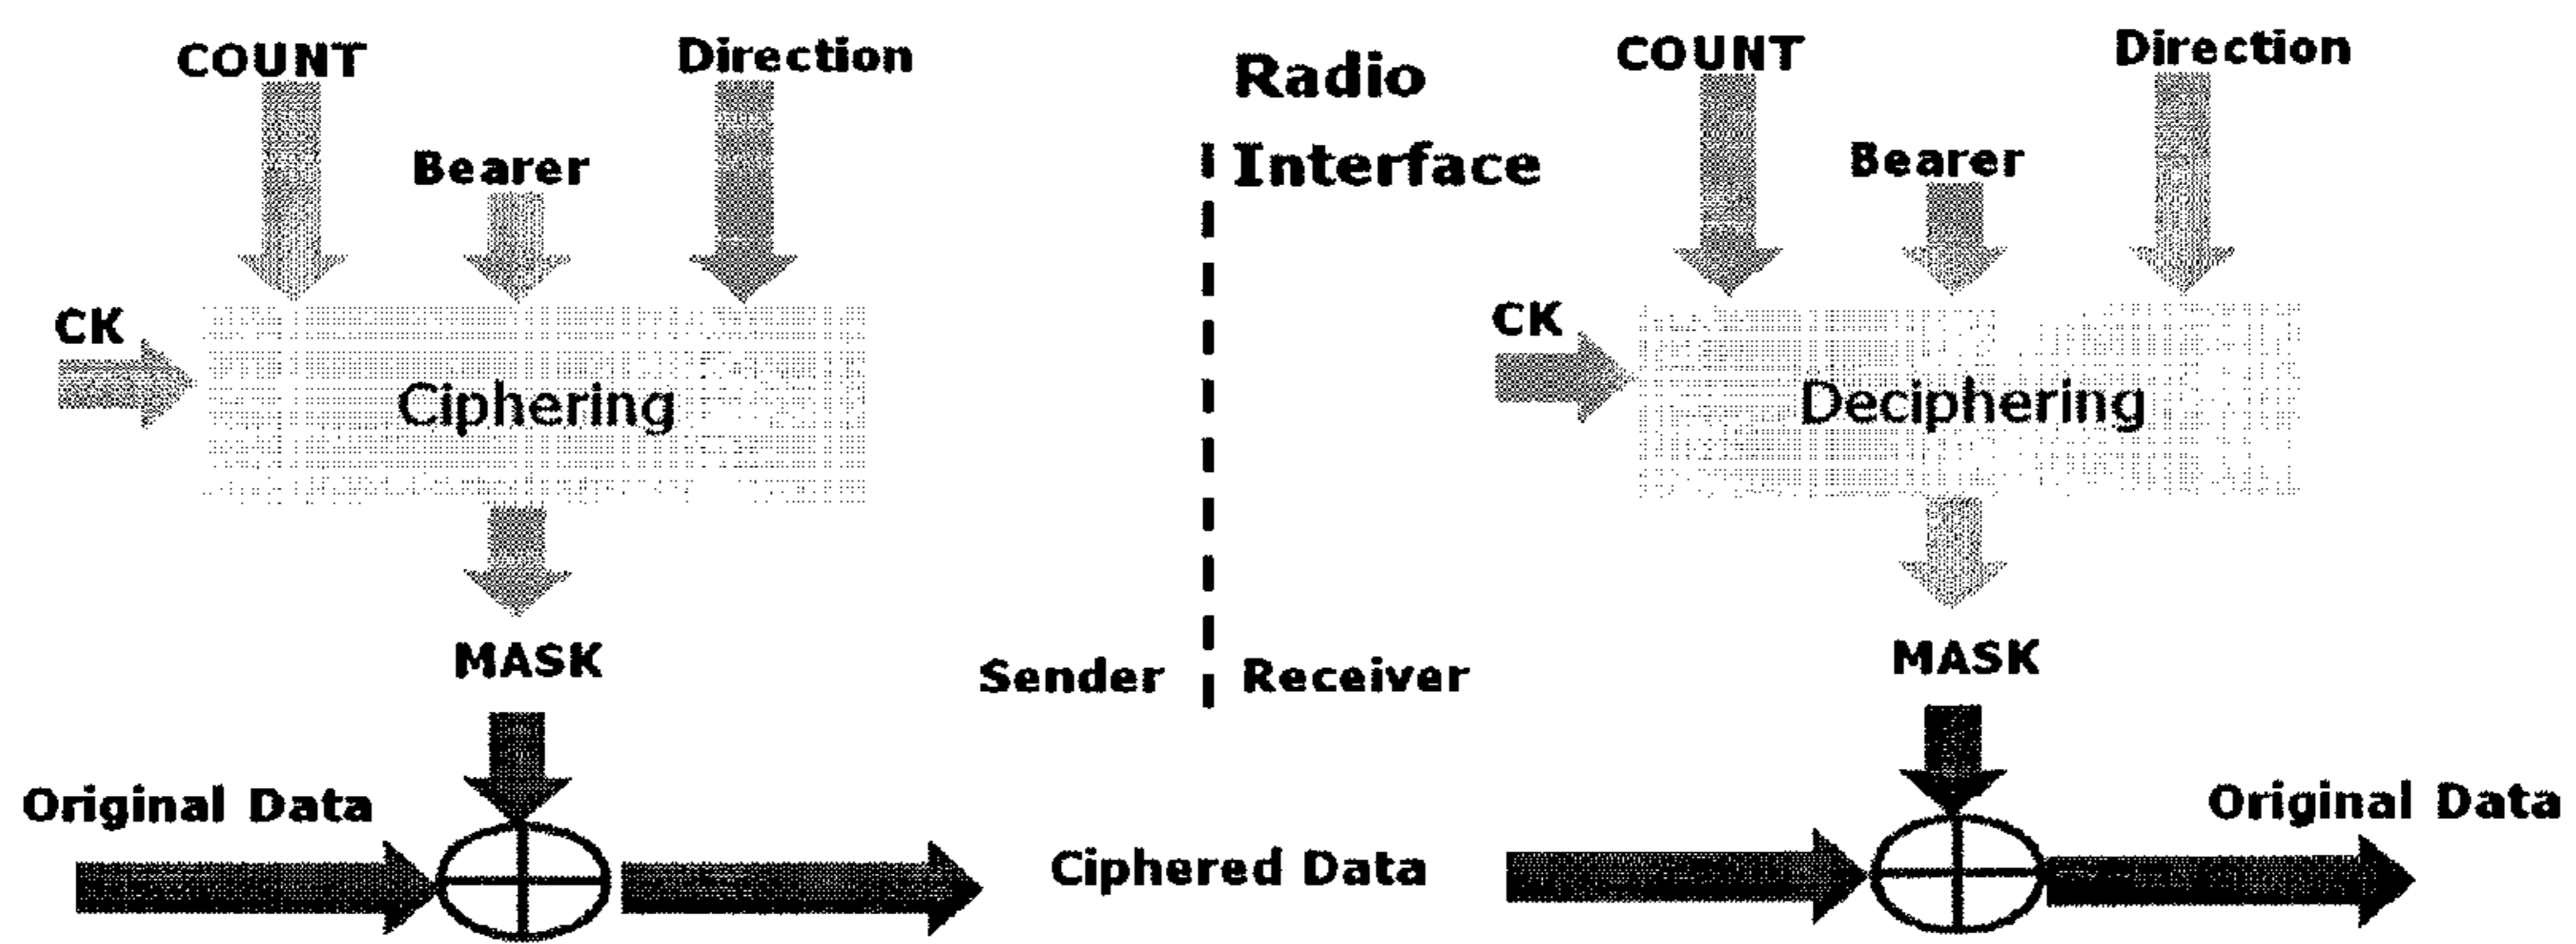 COUNT
Direction
Bearer
CK
Ciphering
MASK
Original Data
Radio
Interface
Sender
Receiver
Ciphered Data
COUNT
Direction
Bearer
CK
Deciphering
MASK
Original Data